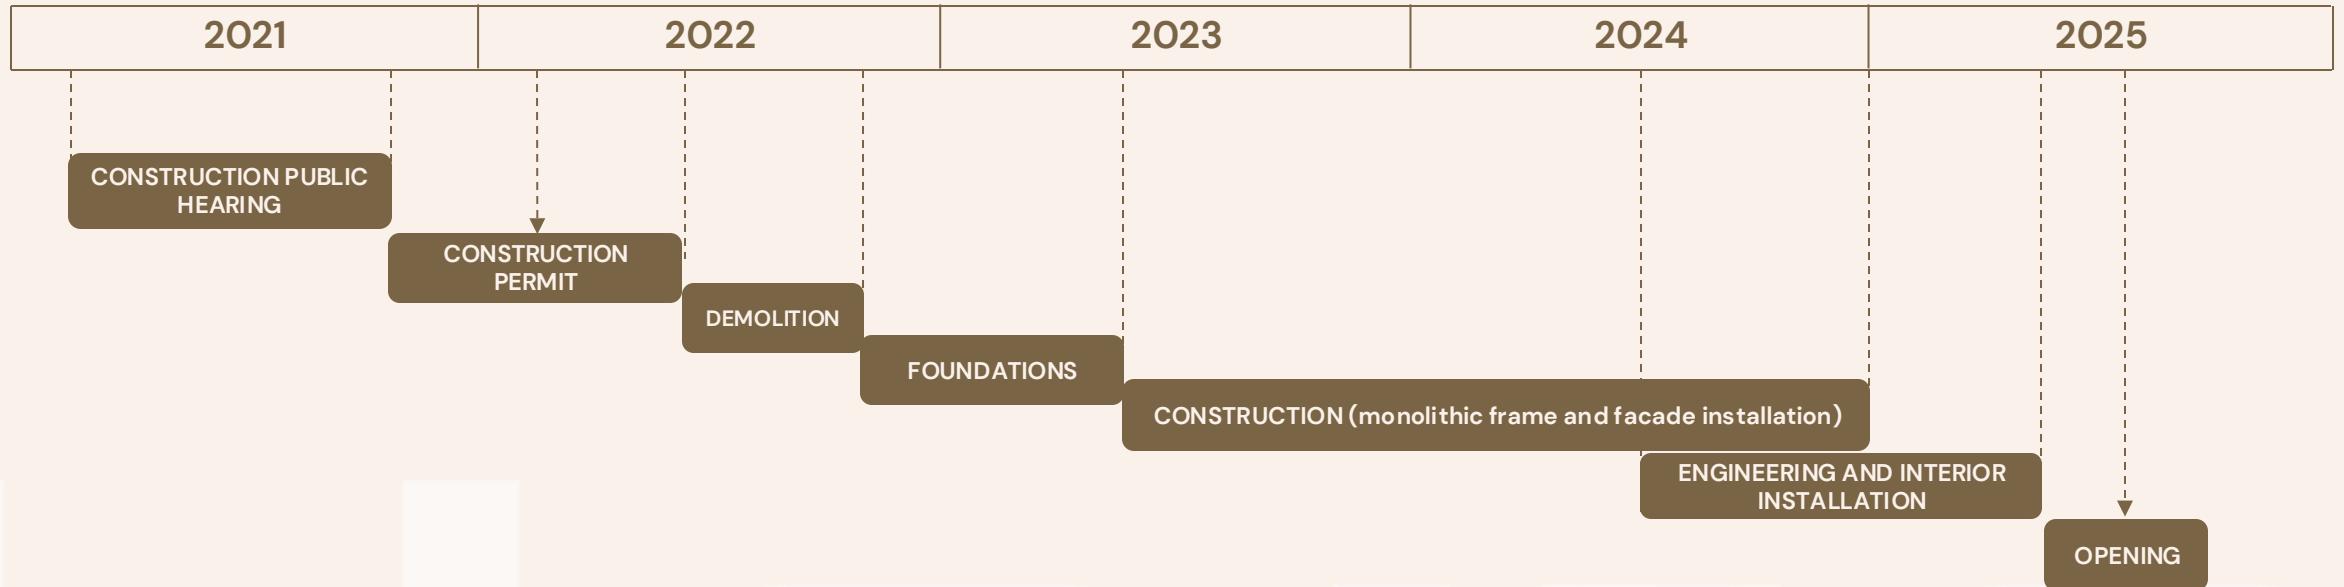 2021
2022
2023
2024
2025
CONSTRUCTION PUBLIC
HEARING
CONSTRUCTION
PERMIT
DEMOLITION
FOUNDATIONS
CONSTRUCTION (monolithic frame and facade installation)
ENGINEERING AND INTERIOR
INSTALLATION
OPENING